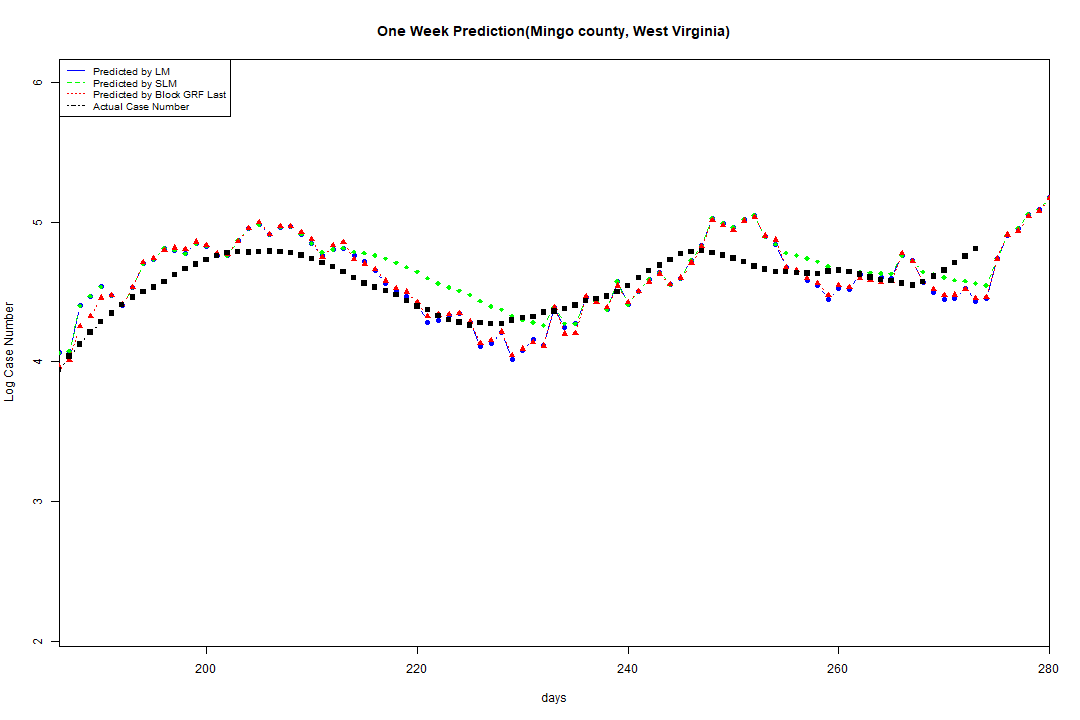 One Week Prediction(Mingo county, West Virginia)
Predicted by LM
Predicted by SLM
Predicted by Block GRF Last
Actual Case Number
6
5
4
3
2
Log Case Number
200 220 240 260 280
days